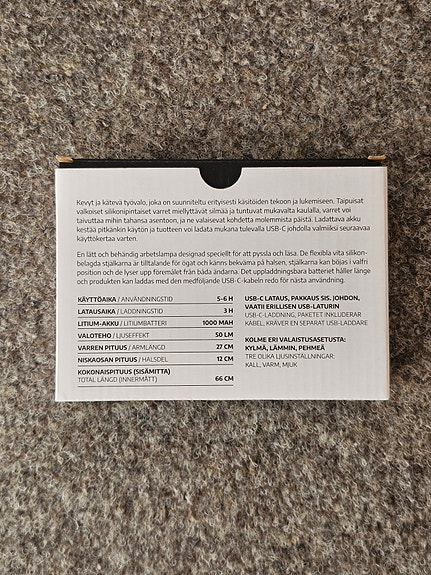 Kevyt ja kätevä työvalo, joka on suunniteltu erityisesti käsitöiden tekoon ja lukemiseen. Taipuisat
valkoiset silikonipintaiset varret miellyttävät silmää ja tuntuvat mukavalta kaulalla, varret voi
taivuttaa mihin tahansa asentoon, ja ne valaisevat kohdetta molemmista päistä. Ladattava akku
kestää pitkänkin käytön ja tuotteen voi ladata mukana tulevalla USB-C johdolla valmiiksi seuraavaa
käyttökertaa varten.
En lätt och behändig arbetslampa designad speciellt för att pyssla och läsa. De flexibla vita silikon-
belagda stjälkarna är tilltalande för ögat och känns bekväma på halsen, stjälkarna kan böjas i valfri
position och de lyser upp föremålet från båda ändarna. Det uppladdningsbara batteriet håller länge
och produkten kan laddas med den medföljande USB-C-kabeln redo för nästa användning.
KÄYTTÖAIKA / ANVÄNDNINGSTID 5-6 H
LATAUSAIKA / LADDNINGSTID 3 H
LITIUM-AKKU / LITIUMBATTERI 1000 MAH
VALOTEHO / LJUSEFFEKT 50 LM
VARREN PITUUS / ARMLÄNGD 27 CM
NISKAOSAN PITUUS / HALSDEL 12 CM
KOKONAISPITUUS (SISÄMITTA)
TOTAL LÄNGD (INNERMÅTT) 66 CM
USB-C LATAUS, PAKKAUS SIS. JOHDON,
VAATII ERILLISEN USB-LATURIN
USB-C-LADDNING, PAKETET INKLUDERAR
KABEL, KRÄVER EN SEPARAT USB-LADDARE
KOLME ERI VALAISTUSASETUSTA:
KYLMÄ, LÄMMIN, PEHMEÄ
TRE OLIKA LJUSINSTÄLLNINGAR:
KALL, VARM, MJUK